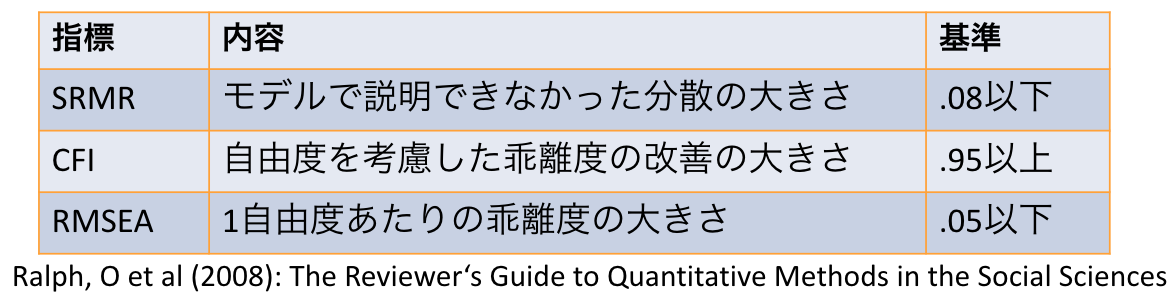 指標 内容 基準
SRMR モデルで説明できなかった分散の大きさ .08以下
CFI 自由度を考慮した乖離度の改善の大きさ .95以上
RMSEA 1自由度あたりの乖離度の大きさ .05以下
Ralph, O et al (2008): The Reviewer‘s Guide to Quantitative Methods in the Social Sciences